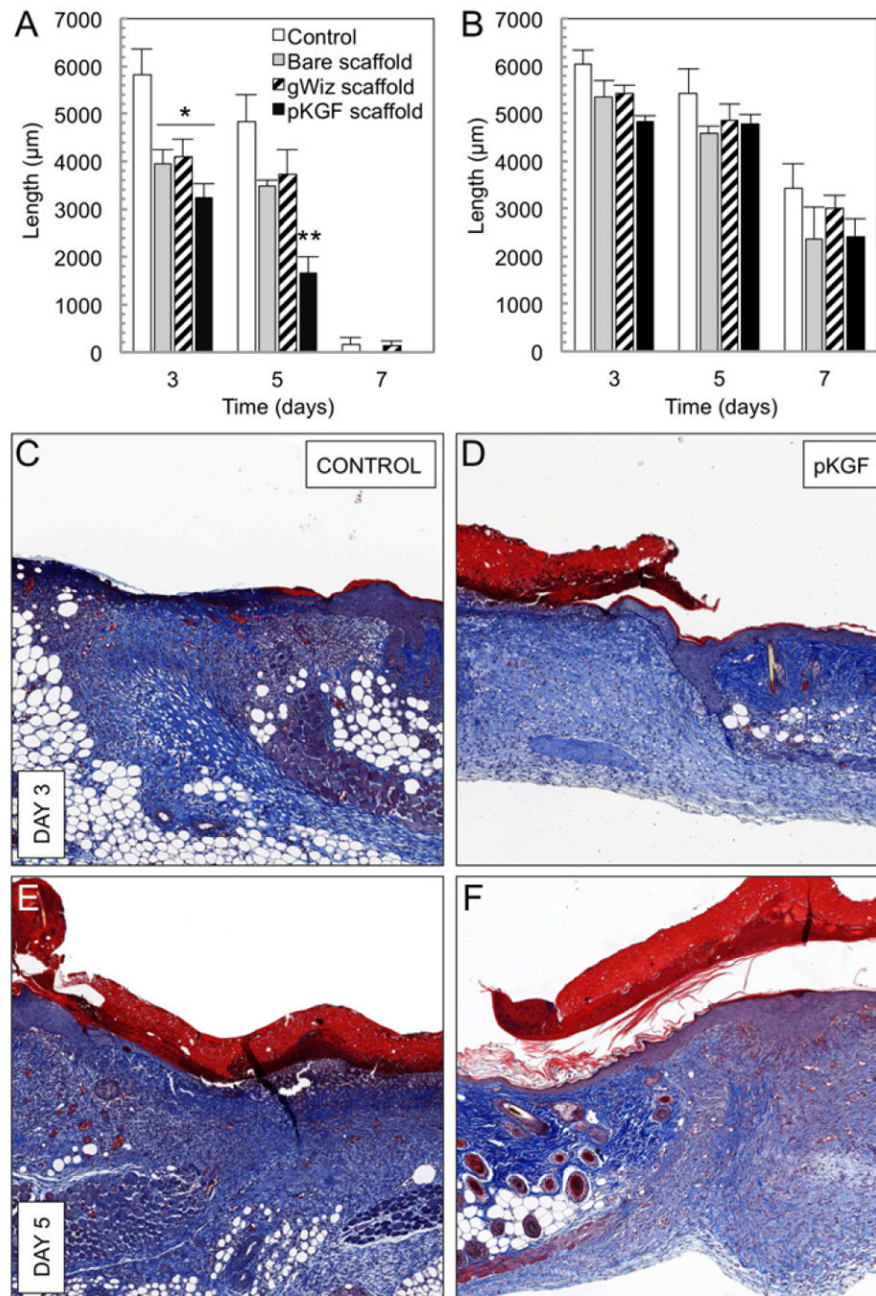 A
7000
6000
5000
4000
3000
2000
1000
0
Length (µm)
Control
Bare scaffold
gWiz scaffold
pKGF scaffold
*
**
3 5 7
Time (days)
B
7000
6000
5000
4000
3000
2000
1000
0
Length (µm)
3 5 7
Time (days)
C
CONTROL
DAY 3
D
pKGF
E
DAY 5
F